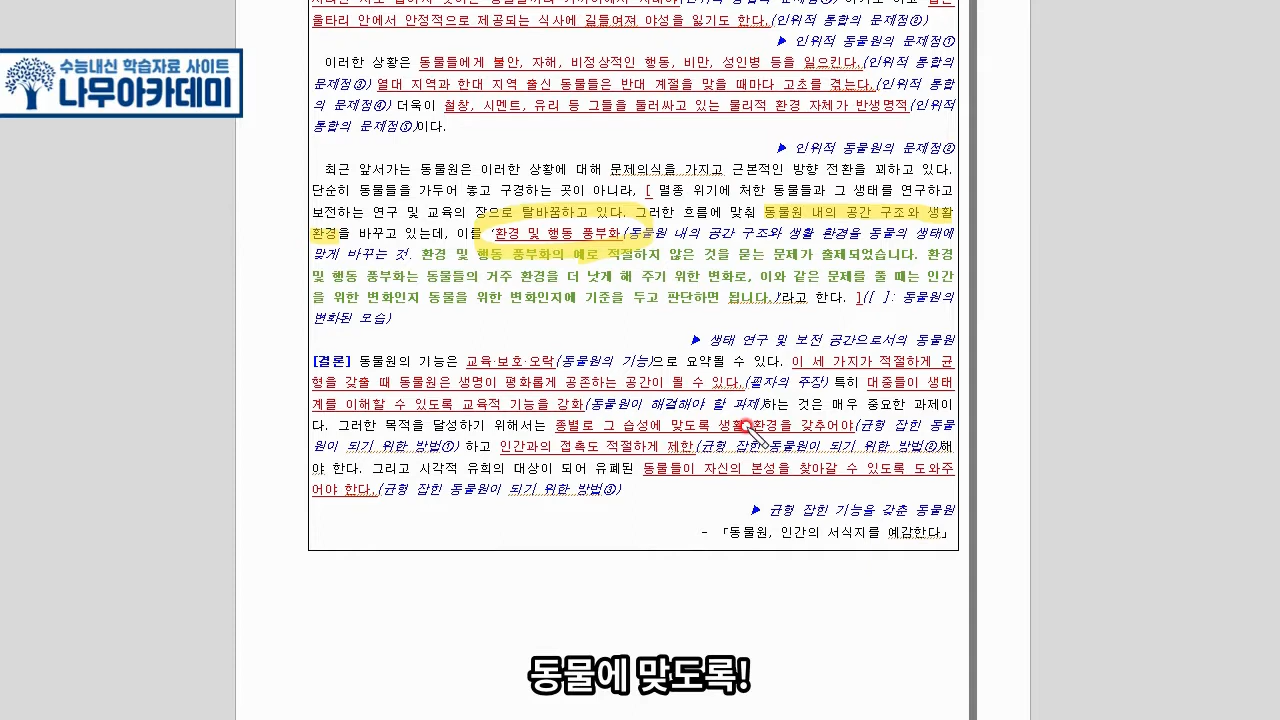 울타리 안에서 안정적으로 제공되는 식사에 길들여져 야성을 잃기도 한다.(인위적 통합의 문제점②)
▶ 인위적 동물원의 문제점①
수능내신 학습자료 사이트
나무아카데미
이러한 상황은 동물들에게 불안, 자해, 비정상적인 행동, 비만, 성인병 등을 일으킨다.(인위적 통합의
문제점③) 열대 지역과 한대 지역 출신 동물들은 반대 계절을 맞을 때마다 고초를 겪는다.(인위적 통합
의 문제점④) 더욱이 철창, 시멘트, 유리 등 그들을 둘러싸고 있는 물리적 환경 자체가 반생명적(인위적
통합의 문제점⑤)이다.
▶ 인위적 동물원의 문제점②
최근 앞서가는 동물원은 이러한 상황에 대해 문제의식을 가지고 근본적인 방향 전환을 꾀하고 있다.
단순히 동물들을 가두어 놓고 구경하는 곳이 아니라, [ 멸종 위기에 처한 동물들과 그 생태를 연구하고
보전하는 연구 및 교육의 장으로 탈바꿈하고 있다. 그러한 흐름에 맞춰 동물원 내의 공간 구조와 생활
환경을 바꾸고 있는데, 이를 '환경 및 행동 풍부화(동물원 내의 공간 구조와 생활 환경을 동물의 생태에
맞게 바꾸는 것. 환경 및 행동 풍부화의 예로 적절하지 않은 것을 묻는 문제가 출제되었습니다. 환경
및 행동 풍부화는 동물들의 거주 환경을 더 낫게 해 주기 위한 변화로, 이와 같은 문제를 풀 때는 인간
을 위한 변화인지 동물을 위한 변화인지에 기준을 두고 판단하면 됩니다.)'라고 한다. ]([ ]: 동물원의
변화된 모습)
▶ 생태 연구 및 보전 공간으로서의 동물원
[결론] 동물원의 기능은 교육·보호·오락(동물원의 기능)으로 요약될 수 있다. 이 세 가지가 적절하게 균
형을 갖출 때 동물원은 생명이 평화롭게 공존하는 공간이 될 수 있다.(필자의 주장) 특히 대중들이 생태
계를 이해할 수 있도록 교육적 기능을 강화(동물원이 해결해야 할 과제)하는 것은 매우 중요한 과제이
다. 그러한 목적을 달성하기 위해서는 종별로 그 습성에 맞도록 생활 환경을 갖추어야(균형 잡힌 동물
원이 되기 위한 방법①) 하고 인간과의 접촉도 적절하게 제한(균형 잡힌 동물원이 되기 위한 방법②)해
야 한다. 그리고 시각적 유희의 대상이 되어 유폐된 동물들이 자신의 본성을 찾아갈 수 있도록 도와주
어야 한다.(균형 잡힌 동물원이 되기 위한 방법③)
▶ 균형 잡힌 기능을 갖춘 동물원
- 「동물원, 인간의 서식지를 예감한다」
동물에 맞도록!